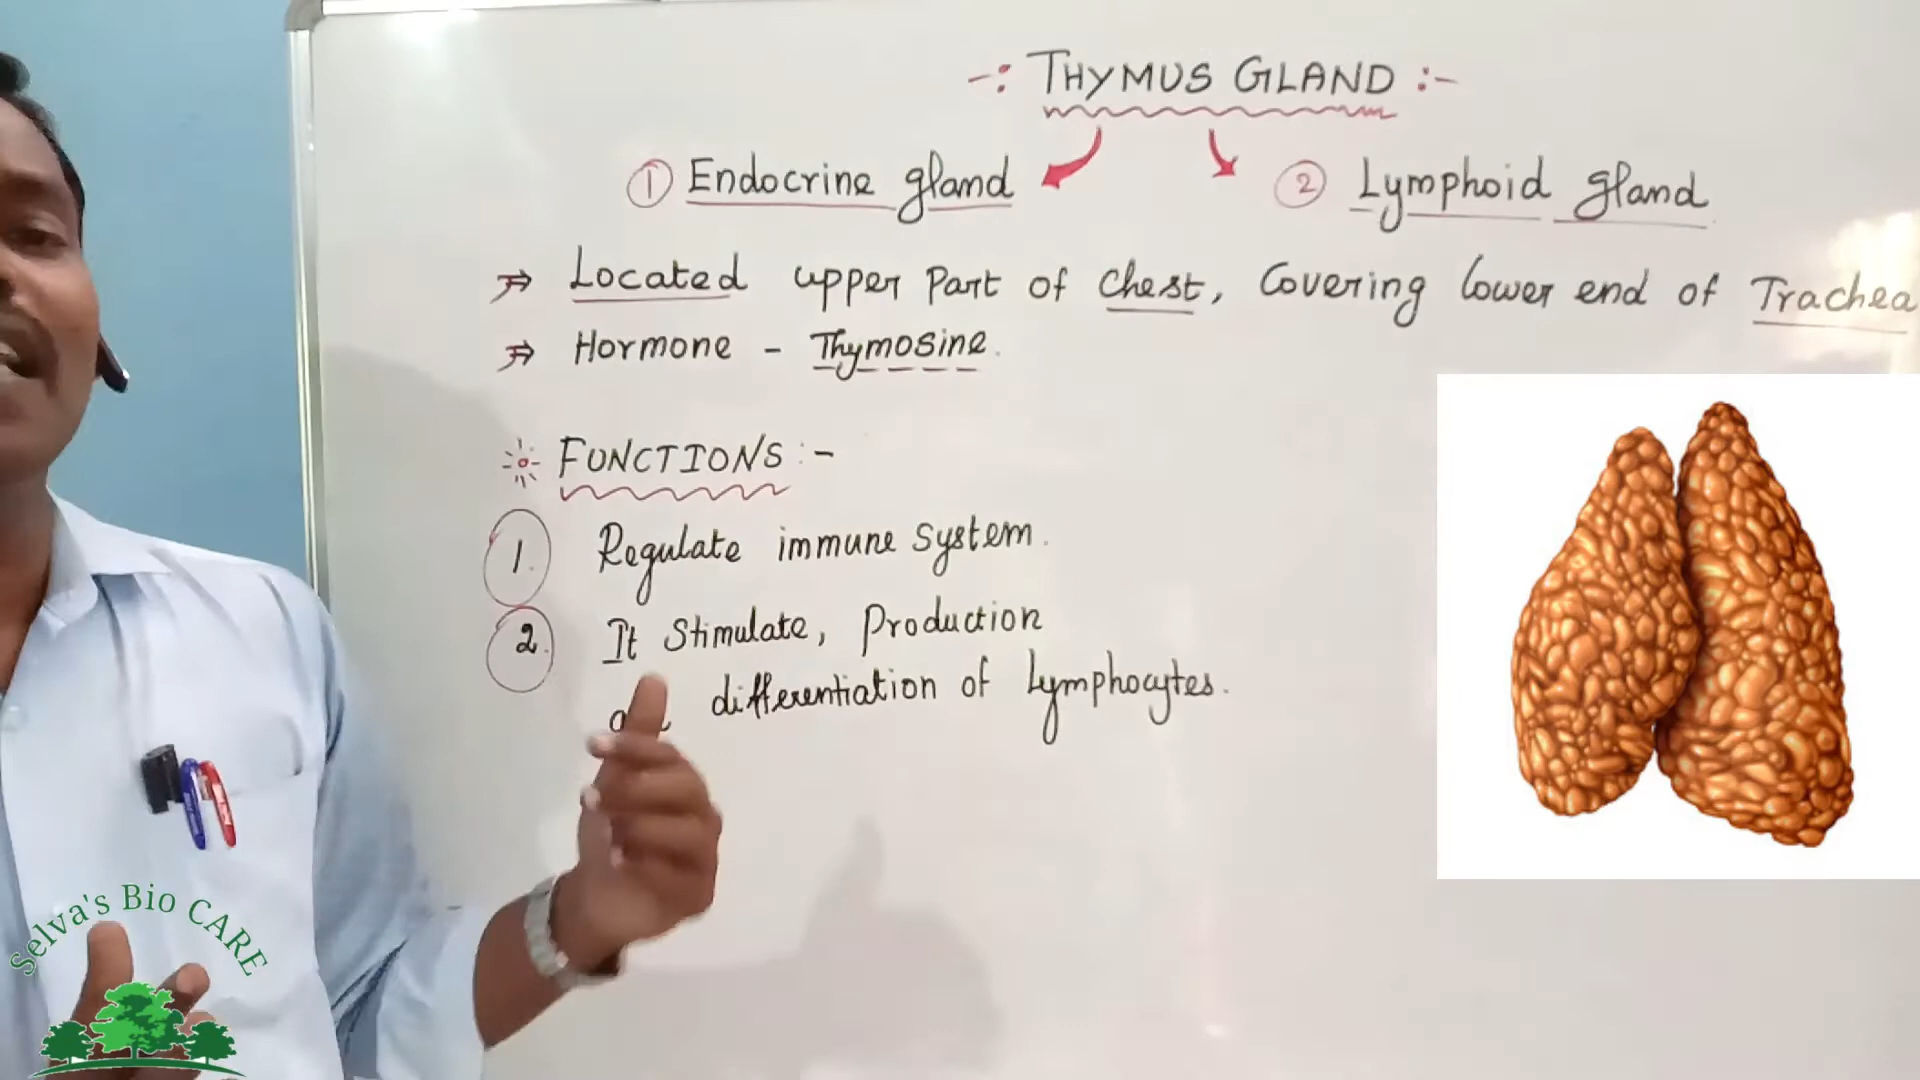 -: THYMUS GLAND :-
① Endocrine gland
② Lymphoid gland
⇒ Located upper Part of Chest, Covering lower end of Trachea
⇒ Hormone - Thymosine.
FUNCTIONS :-
1. Regulate immune System.
2. It Stimulate, Production
differentiation of Lymphocytes.
Selva's Bio CARE